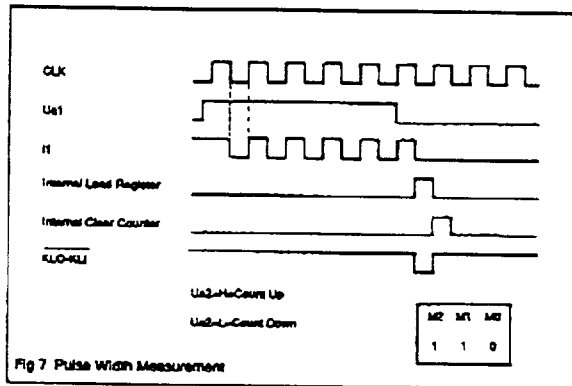 CLK
Ua1
Internal Load Register
Internal Clear Counter
Ua2=H=Count Up
Ua2=L=Count Down
M2 M1 M0
1 1 0
Fig 7 Pulse Width Measurement